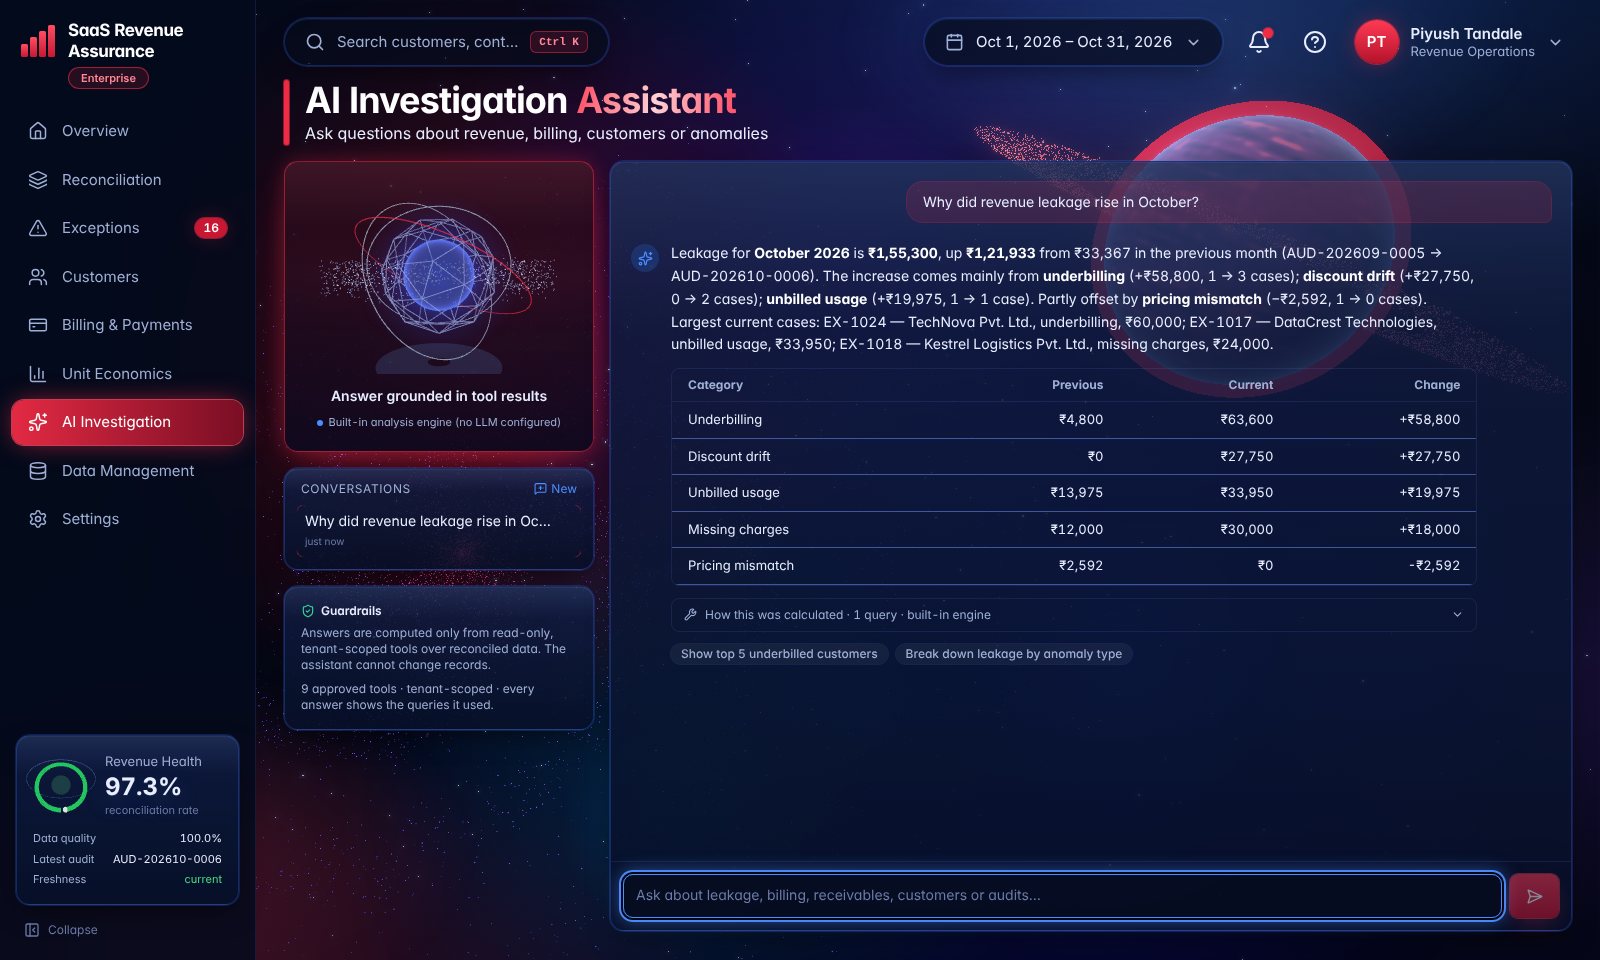 SaaS Revenue
Assurance
Enterprise
Overview
Reconciliation
Exceptions 16
Customers
Billing & Payments
Unit Economics
AI Investigation
Data Management
Settings
Revenue Health
97.3%
reconciliation rate
Data quality 100.0%
Latest audit AUD-202610-0006
Freshness current
Collapse
Search customers, cont... Ctrl K
Oct 1, 2026 – Oct 31, 2026
PT
Piyush Tandale
Revenue Operations
AI Investigation Assistant
Ask questions about revenue, billing, customers or anomalies
Answer grounded in tool results
Built-in analysis engine (no LLM configured)
CONVERSATIONS New
Why did revenue leakage rise in Oc...
just now
Guardrails
Answers are computed only from read-only,
tenant-scoped tools over reconciled data. The
assistant cannot change records.
9 approved tools · tenant-scoped · every
answer shows the queries it used.
Why did revenue leakage rise in October?
Leakage for October 2026 is ₹1,55,300, up ₹1,21,933 from ₹33,367 in the previous month (AUD-202609-0005 →
AUD-202610-0006). The increase comes mainly from underbilling (+₹58,800, 1 → 3 cases); discount drift (+₹27,750,
0 → 2 cases); unbilled usage (+₹19,975, 1 → 1 case). Partly offset by pricing mismatch (−₹2,592, 1 → 0 cases).
Largest current cases: EX-1024 — TechNova Pvt. Ltd., underbilling, ₹60,000; EX-1017 — DataCrest Technologies,
unbilled usage, ₹33,950; EX-1018 — Kestrel Logistics Pvt. Ltd., missing charges, ₹24,000.
Category Previous Current Change
Underbilling ₹4,800 ₹63,600 +₹58,800
Discount drift ₹0 ₹27,750 +₹27,750
Unbilled usage ₹13,975 ₹33,950 +₹19,975
Missing charges ₹12,000 ₹30,000 +₹18,000
Pricing mismatch ₹2,592 ₹0 -₹2,592
How this was calculated · 1 query · built-in engine
Show top 5 underbilled customers Break down leakage by anomaly type
Ask about leakage, billing, receivables, customers or audits...